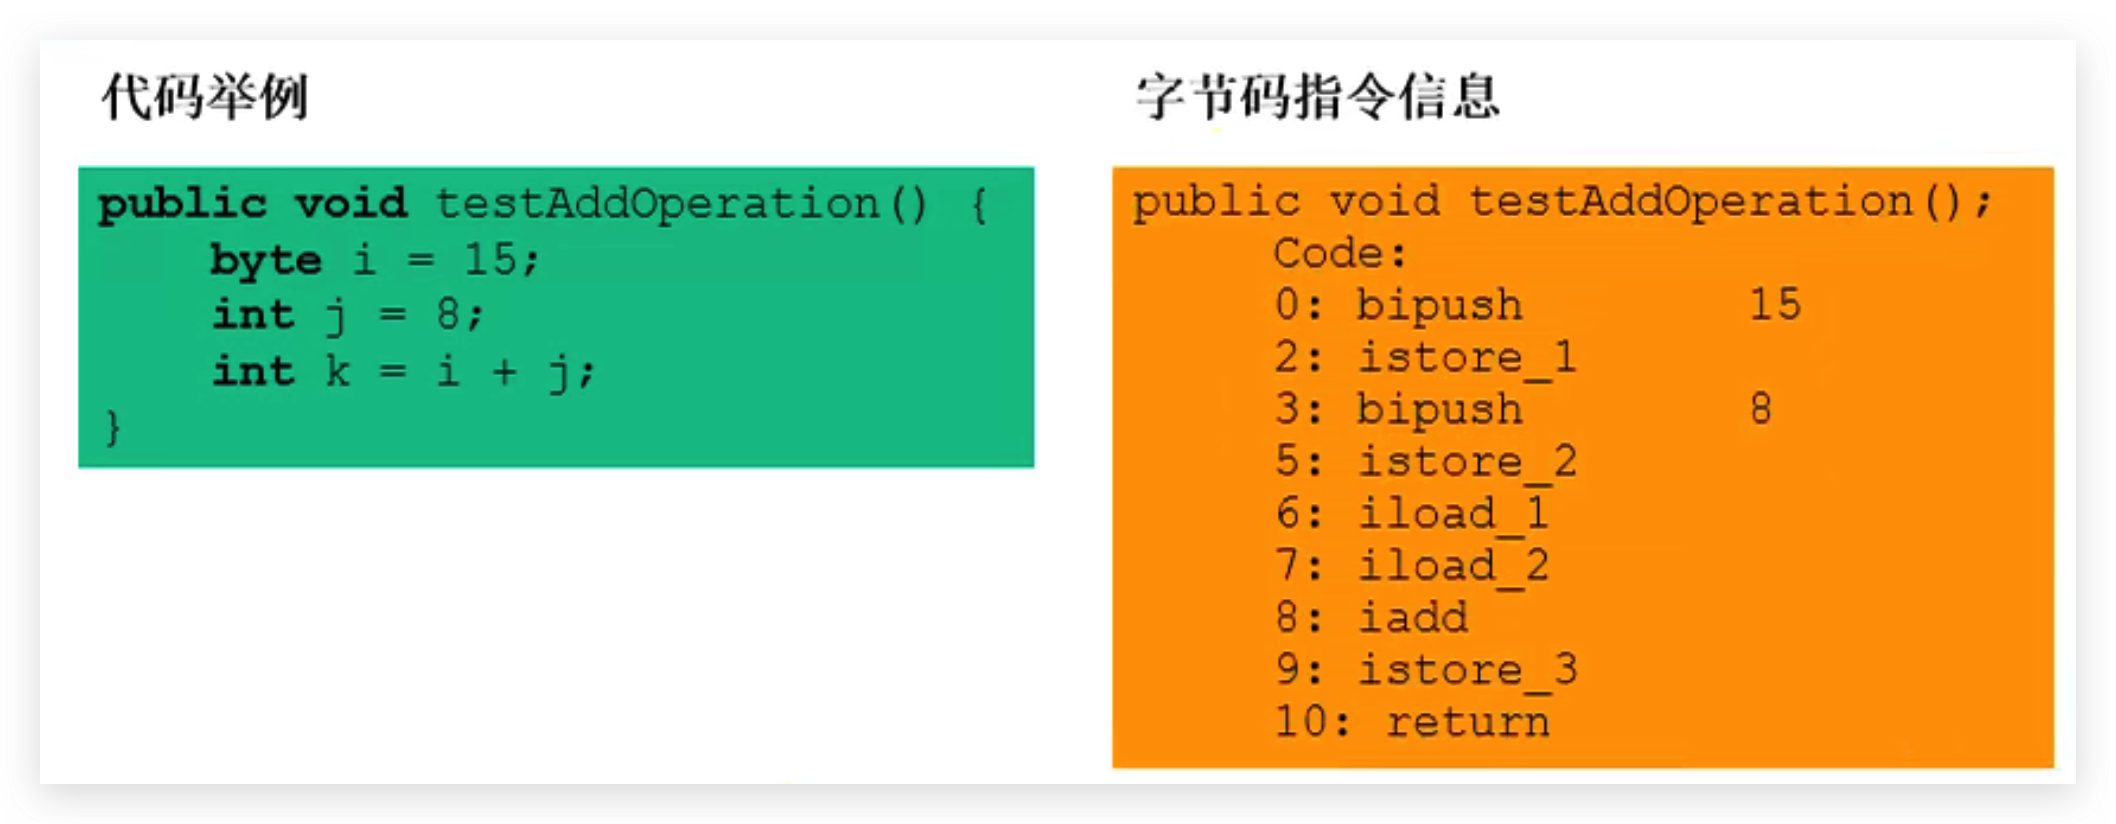 代码举例
public void testAddOperation() {
    byte i = 15;
    int j = 8;
    int k = i + j;
}
字节码指令信息
public void testAddOperation();
    Code:
    0: bipush        15
    2: istore_1
    3: bipush        8
    5: istore_2
    6: iload_1
    7: iload_2
    8: iadd
    9: istore_3
    10: return